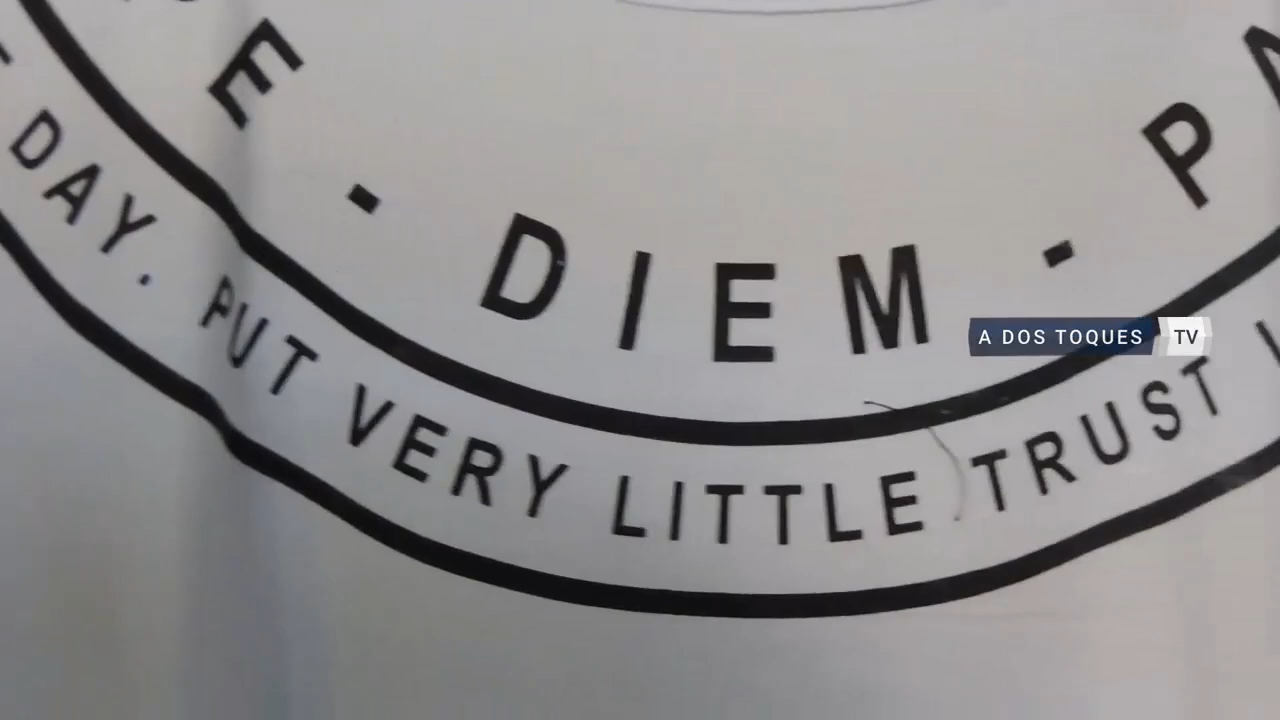 E - DIEM - P
DAY. PUT VERY LITTLE TRUST
A DOS TOQUES TV